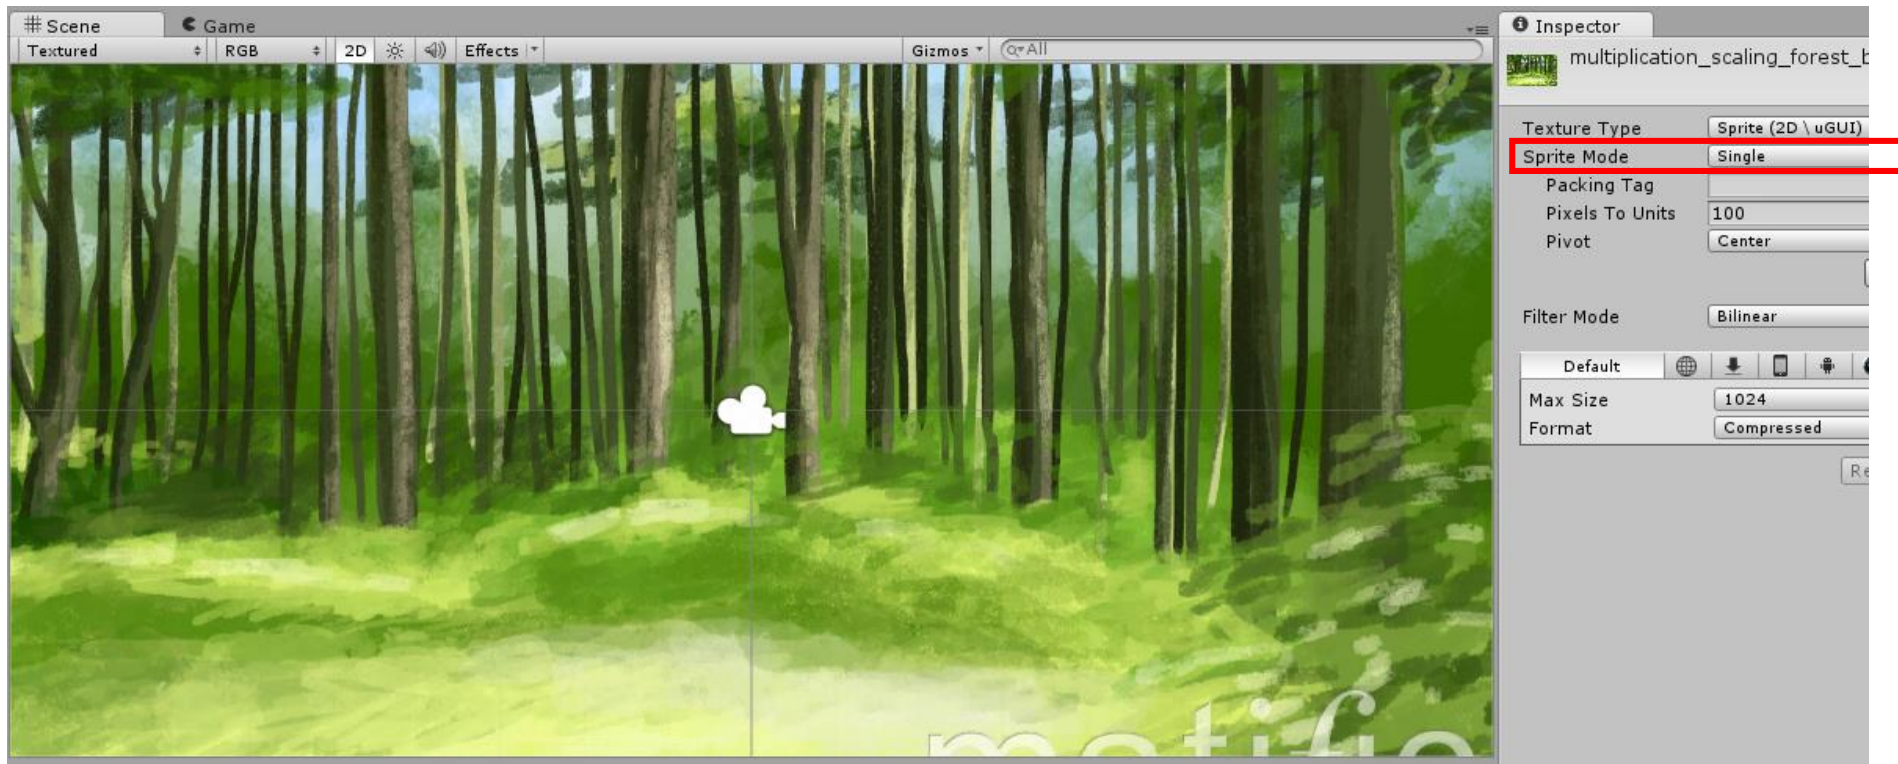 Scene
Game
Inspector
Textured
RGB
2D
Effects
Gizmos
All
multiplication_scaling_forest_b
Texture Type
Sprite (2D \ uGUI)
Sprite Mode
Single
Packing Tag
Pixels To Units
100
Pivot
Center
Filter Mode
Bilinear
Default
Max Size
1024
Format
Compressed
Re